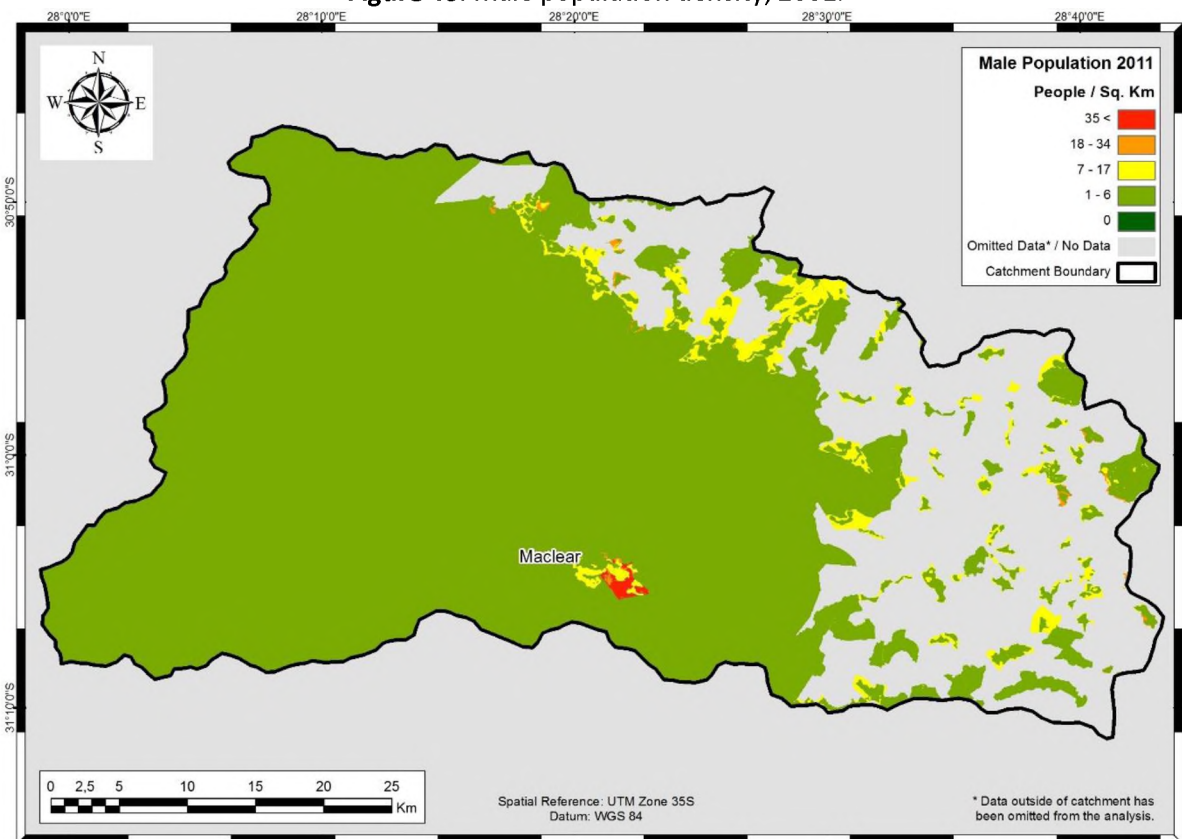 28°0'0"E 28°10'0"E 28°20'0"E 28°30'0"E 28°40'0"E
N
W E
S
Male Population 2011
People / Sq. Km
35 <
18 - 34
7 - 17
1 - 6
0
Omitted Data* / No Data
Catchment Boundary
30°50'0"S
31°0'0"S
Maclear
31°10'0"S
0 2,5 5 10 15 20 25
Km
Spatial Reference: UTM Zone 35S
Datum: WGS 84
* Data outside of catchment has
been omitted from the analysis.